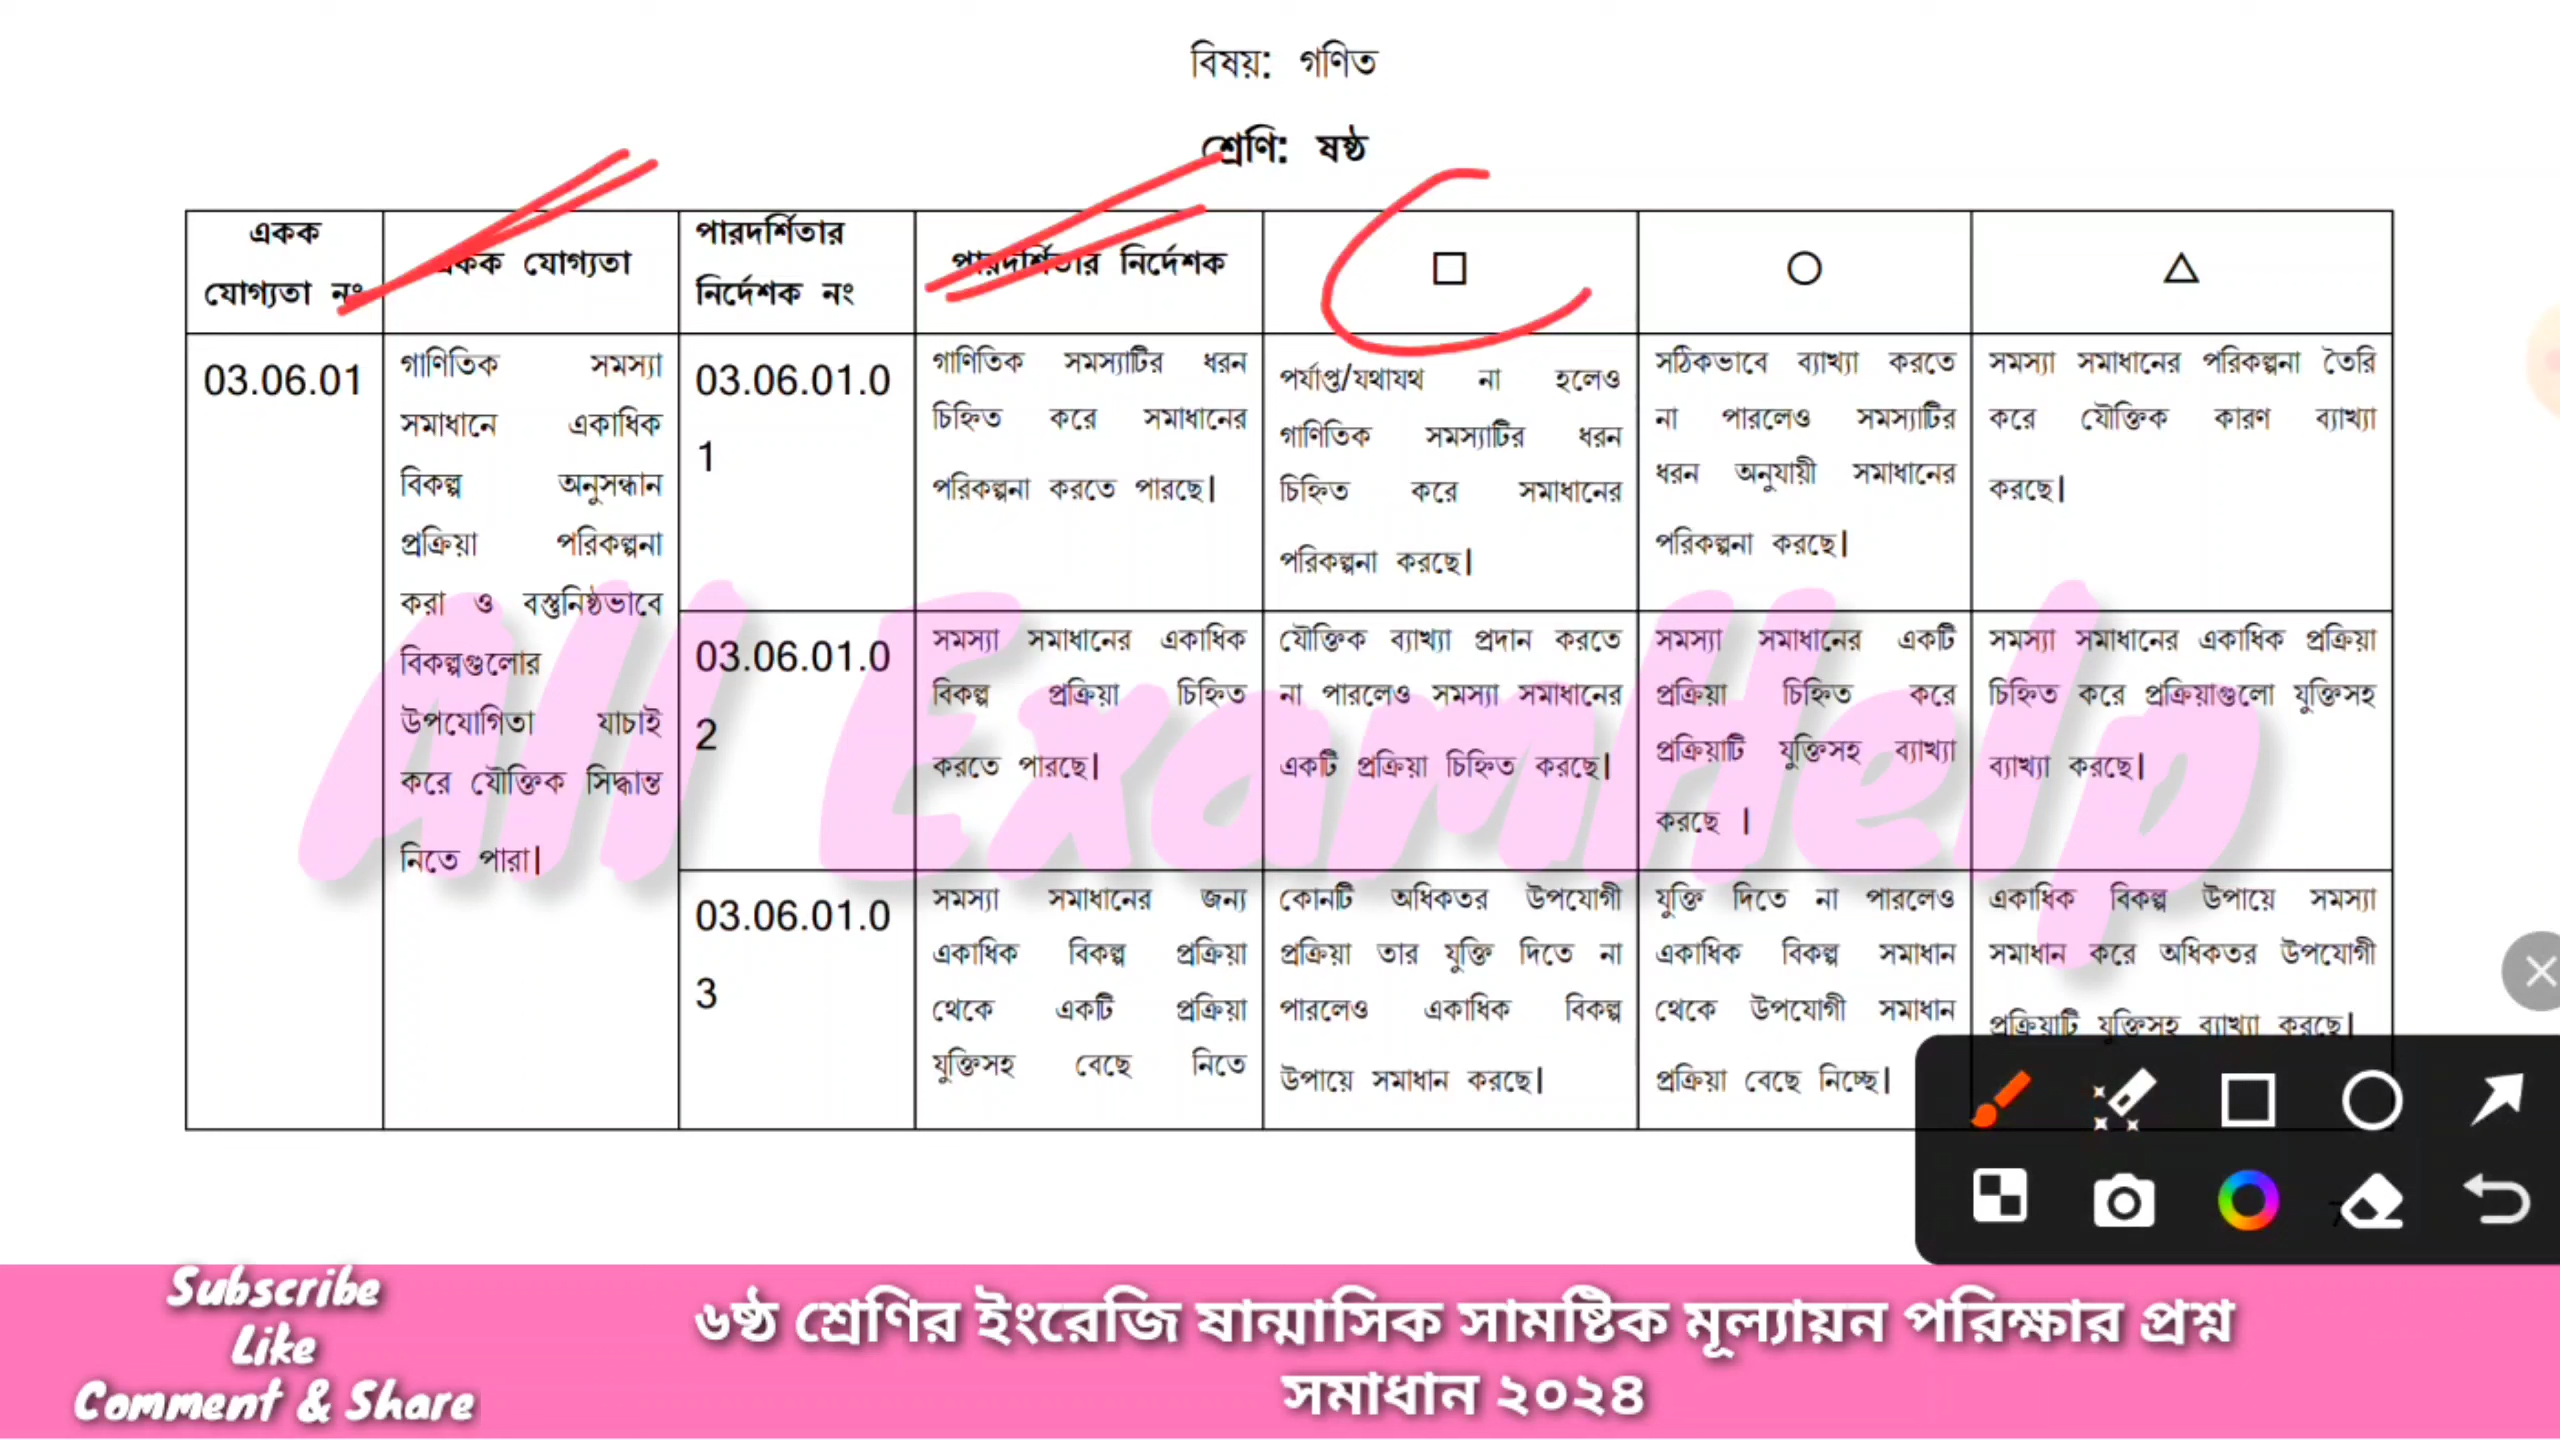 বিষয়: গণিত
শ্রেণি: ষষ্ঠ
একক
যোগ্যতা নং
একক যোগ্যতা
পারদর্শিতার
নির্দেশক নং
পারদর্শিতার নির্দেশক
03.06.01
গাণিতিক সমস্যা
সমাধানে একাধিক
বিকল্প অনুসন্ধান
প্রক্রিয়া পরিকল্পনা
করা ও বস্তুনিষ্ঠভাবে
বিকল্পগুলোর
উপযোগিতা যাচাই
করে যৌক্তিক সিদ্ধান্ত
নিতে পারা|
03.06.01.0
1
গাণিতিক সমস্যাটির ধরন
চিহ্নিত করে সমাধানের
পরিকল্পনা করতে পারছে|
পর্যাপ্ত/যথাযথ না হলেও
গাণিতিক সমস্যাটির ধরন
চিহ্নিত করে সমাধানের
পরিকল্পনা করছে|
সঠিকভাবে ব্যাখ্যা করতে
না পারলেও সমস্যাটির
ধরন অনুযায়ী সমাধানের
পরিকল্পনা করছে|
সমস্যা সমাধানের পরিকল্পনা তৈরি
করে যৌক্তিক কারণ ব্যাখ্যা
করছে|
03.06.01.0
2
সমস্যা সমাধানের একাধিক
বিকল্প প্রক্রিয়া চিহ্নিত
করতে পারছে|
যৌক্তিক ব্যাখ্যা প্রদান করতে
না পারলেও সমস্যা সমাধানের
একটি প্রক্রিয়া চিহ্নিত করছে|
সমস্যা সমাধানের একটি
প্রক্রিয়া চিহ্নিত করে
প্রক্রিয়াটি যুক্তিসহ ব্যাখ্যা
করছে |
সমস্যা সমাধানের একাধিক প্রক্রিয়া
চিহ্নিত করে প্রক্রিয়াগুলো যুক্তিসহ
ব্যাখ্যা করছে|
03.06.01.0
3
সমস্যা সমাধানের জন্য
একাধিক বিকল্প প্রক্রিয়া
থেকে একটি প্রক্রিয়া
যুক্তিসহ বেছে নিতে
কোনটি অধিকতর উপযোগী
প্রক্রিয়া তার যুক্তি দিতে না
পারলেও একাধিক বিকল্প
উপায়ে সমাধান করছে|
যুক্তি দিতে না পারলেও
একাধিক বিকল্প সমাধান
থেকে উপযোগী সমাধান
প্রক্রিয়া বেছে নিচ্ছে|
একাধিক বিকল্প উপায়ে সমস্যা
সমাধান করে অধিকতর উপযোগী
প্রক্রিয়াটি যুক্তিসহ ব্যাখ্যা করছে|
All ExamHelp
Subscribe
Like
Comment & Share
৬ষ্ঠ শ্রেণির ইংরেজি ষান্মাসিক সামষ্টিক মূল্যায়ন পরিক্ষার প্রশ্ন
সমাধান ২০২৪